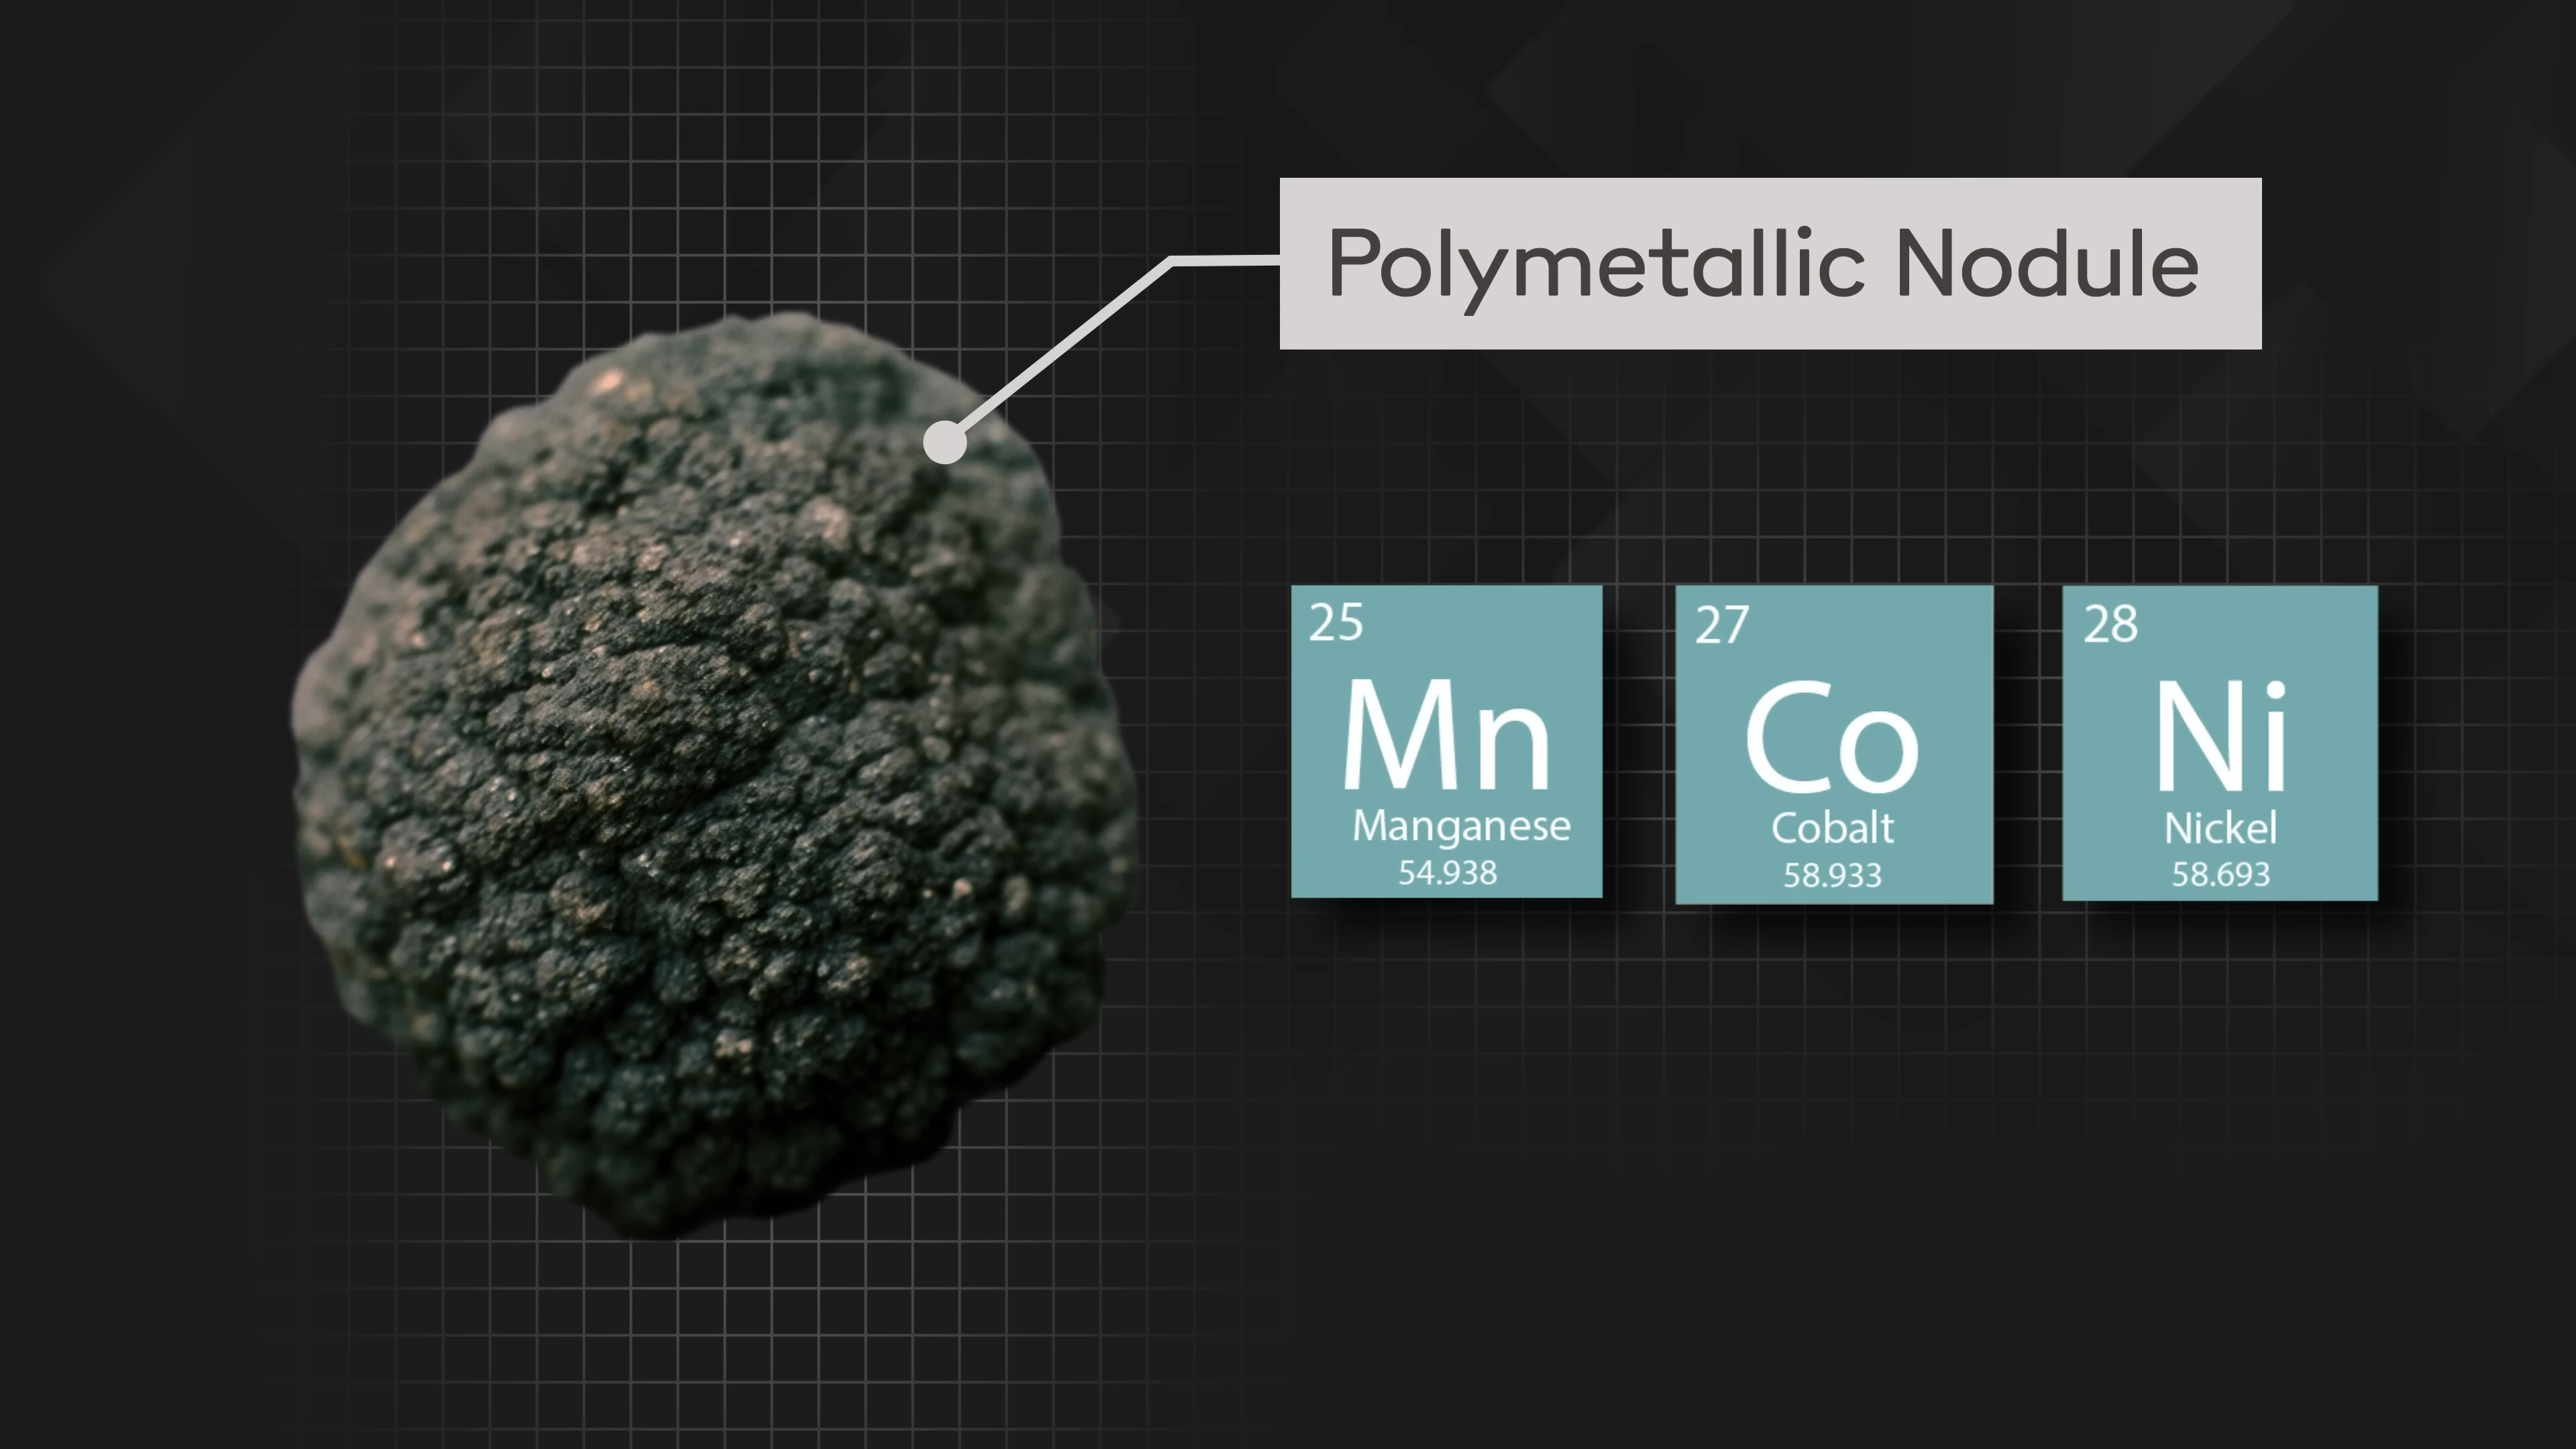 Polymetallic Nodule
25
Mn
Manganese
54.938
27
Co
Cobalt
58.933
28
Ni
Nickel
58.693